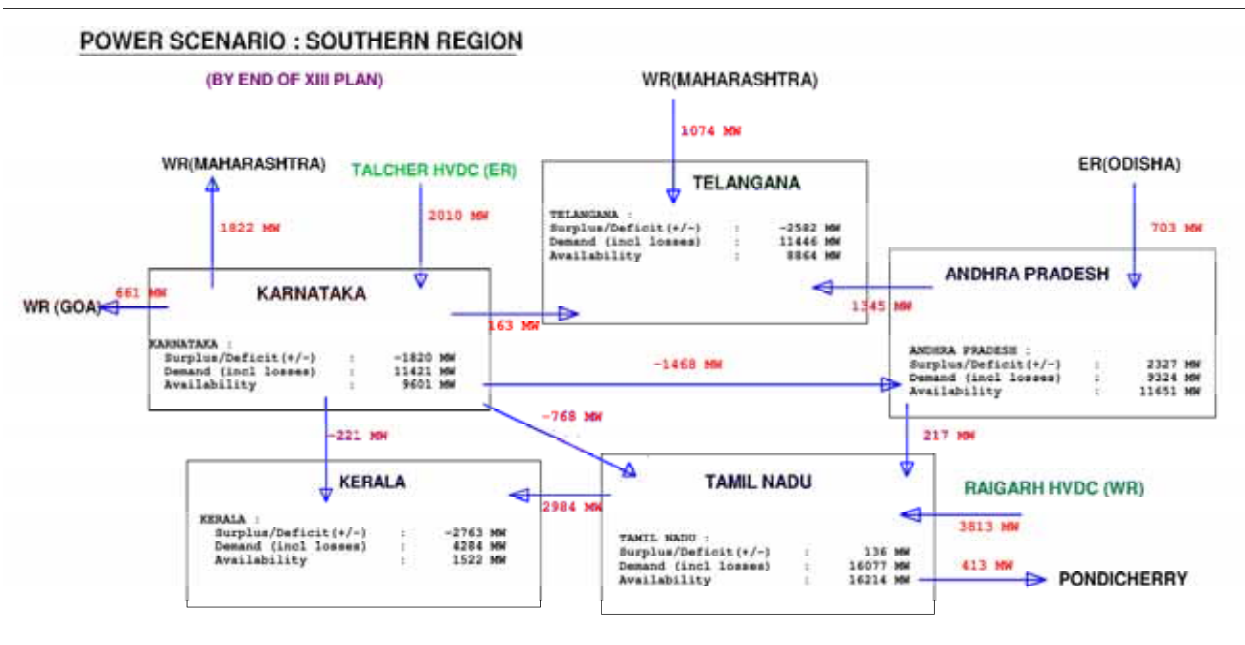 POWER SCENARIO : SOUTHERN REGION
(BY END OF XIII PLAN)
WR(MAHARASHTRA)
1074 MW
WR(MAHARASHTRA)
TALCHER HVDC (ER)
ER(ODISHA)
1822 MW
2010 MW
703 MW
TELANGANA
TELANGANA :
Surplus/Deficit(+/-) : -2582 MW
Demand (incl losses) : 11446 MW
Availability : 8864 MW
WR (GOA)
661 MW
KARNATAKA
163 MW
KARNATAKA :
Surplus/Deficit(+/-) : -1820 MW
Demand (incl losses) : 11421 MW
Availability : 9601 MW
1345 MW
ANDHRA PRADESH
ANDHRA PRADESH :
Surplus/Deficit(+/-) : 2327 MW
Demand (incl losses) : 9324 MW
Availability : 11651 MW
-1468 MW
-768 MW
-221 MW
217 MW
KERALA
KERALA :
Surplus/Deficit(+/-) : -2763 MW
Demand (incl losses) : 4284 MW
Availability : 1522 MW
2984 MW
TAMIL NADU
TAMIL NADU :
Surplus/Deficit(+/-) : 136 MW
Demand (incl losses) : 16077 MW
Availability : 16214 MW
RAIGARH HVDC (WR)
3813 MW
413 MW
PONDICHERRY